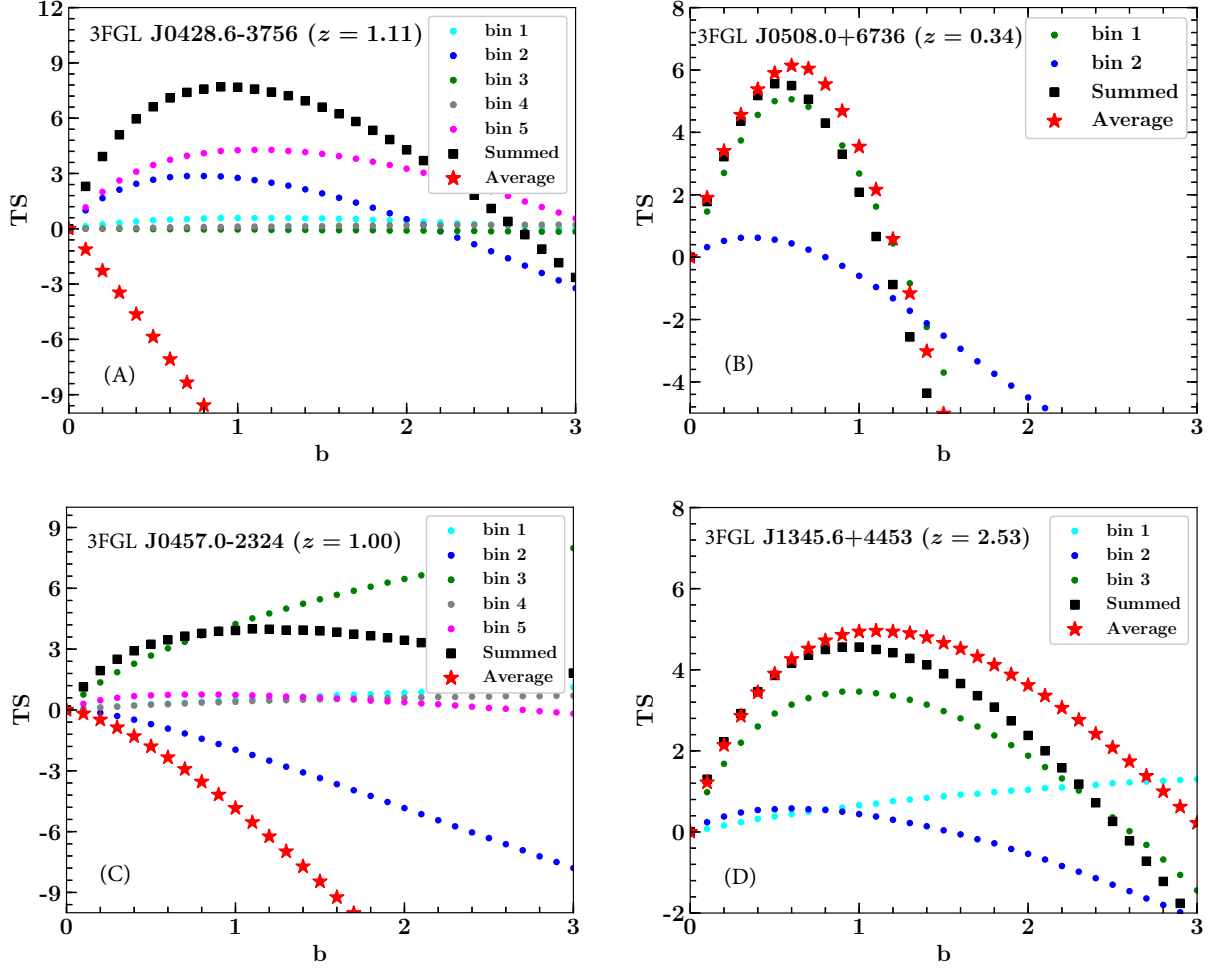 3FGL J0428.6-3756 (z = 1.11)
bin 1
bin 2
bin 3
bin 4
bin 5
Summed
Average
12
9
6
3
0
-3
-6
-9
TS
(A)
0 1 2 3
b
3FGL J0508.0+6736 (z = 0.34)
bin 1
bin 2
Summed
Average
8
6
4
2
0
-2
-4
TS
(B)
0 1 2 3
b
3FGL J0457.0-2324 (z = 1.00)
bin 1
bin 2
bin 3
bin 4
bin 5
Summed
Average
9
6
3
0
-3
-6
-9
TS
(C)
0 1 2 3
b
3FGL J1345.6+4453 (z = 2.53)
bin 1
bin 2
bin 3
Summed
Average
8
6
4
2
0
-2
TS
(D)
0 1 2 3
b